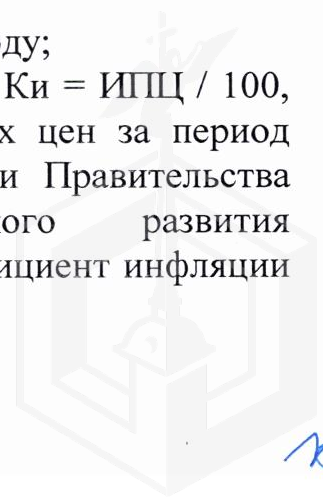 ду;
Ки = ИПЦ / 100,
х цен за период
и Правительства
ого развития
ициент инфляции